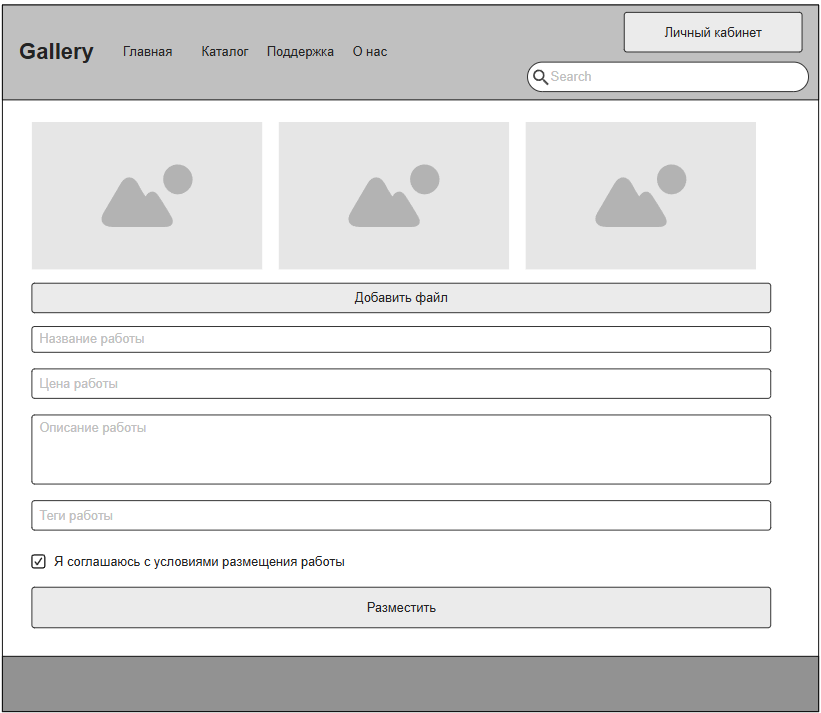 Gallery
Главная
Каталог
Поддержка
О нас
Личный кабинет
Search
Добавить файл
Название работы
Цена работы
Описание работы
Теги работы
Я соглашаюсь с условиями размещения работы
Разместить